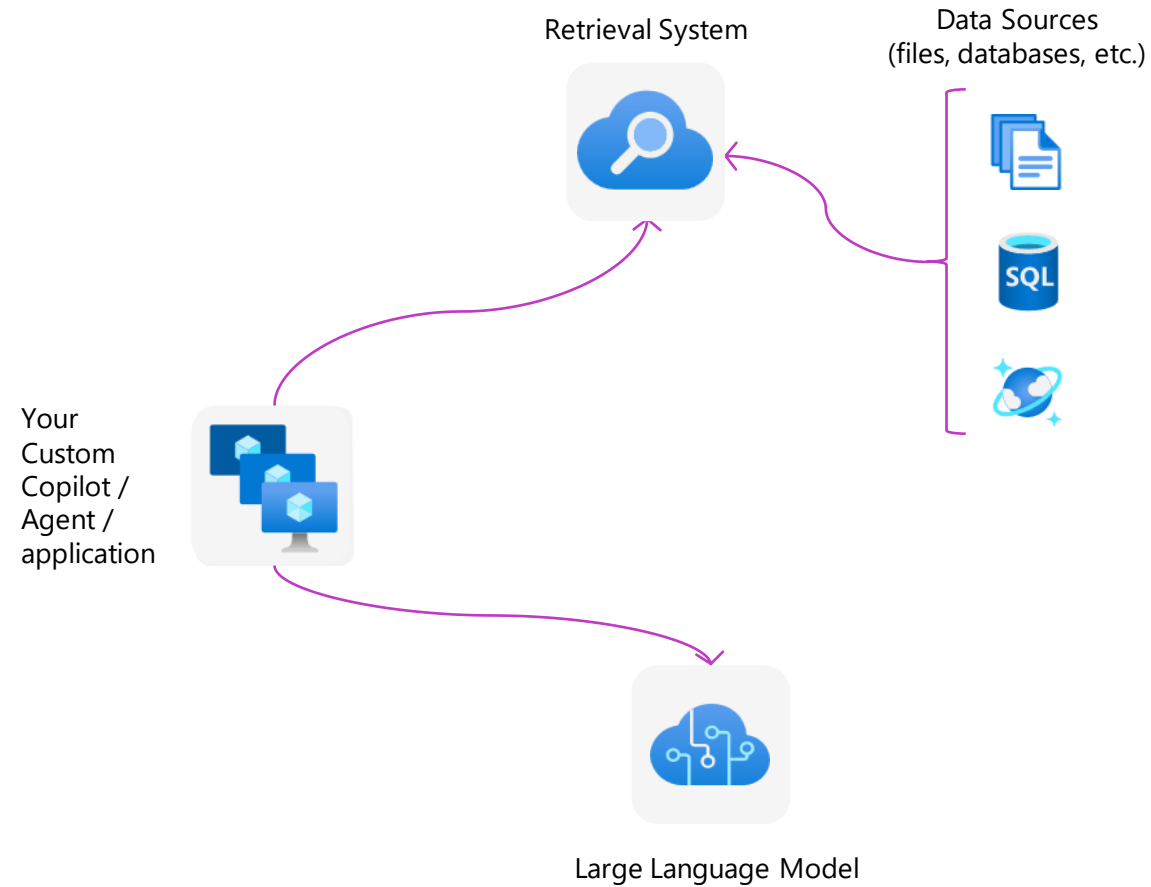 Retrieval System
Data Sources
(files, databases, etc.)
SQL
Your
Custom
Copilot /
Agent /
application
Large Language Model